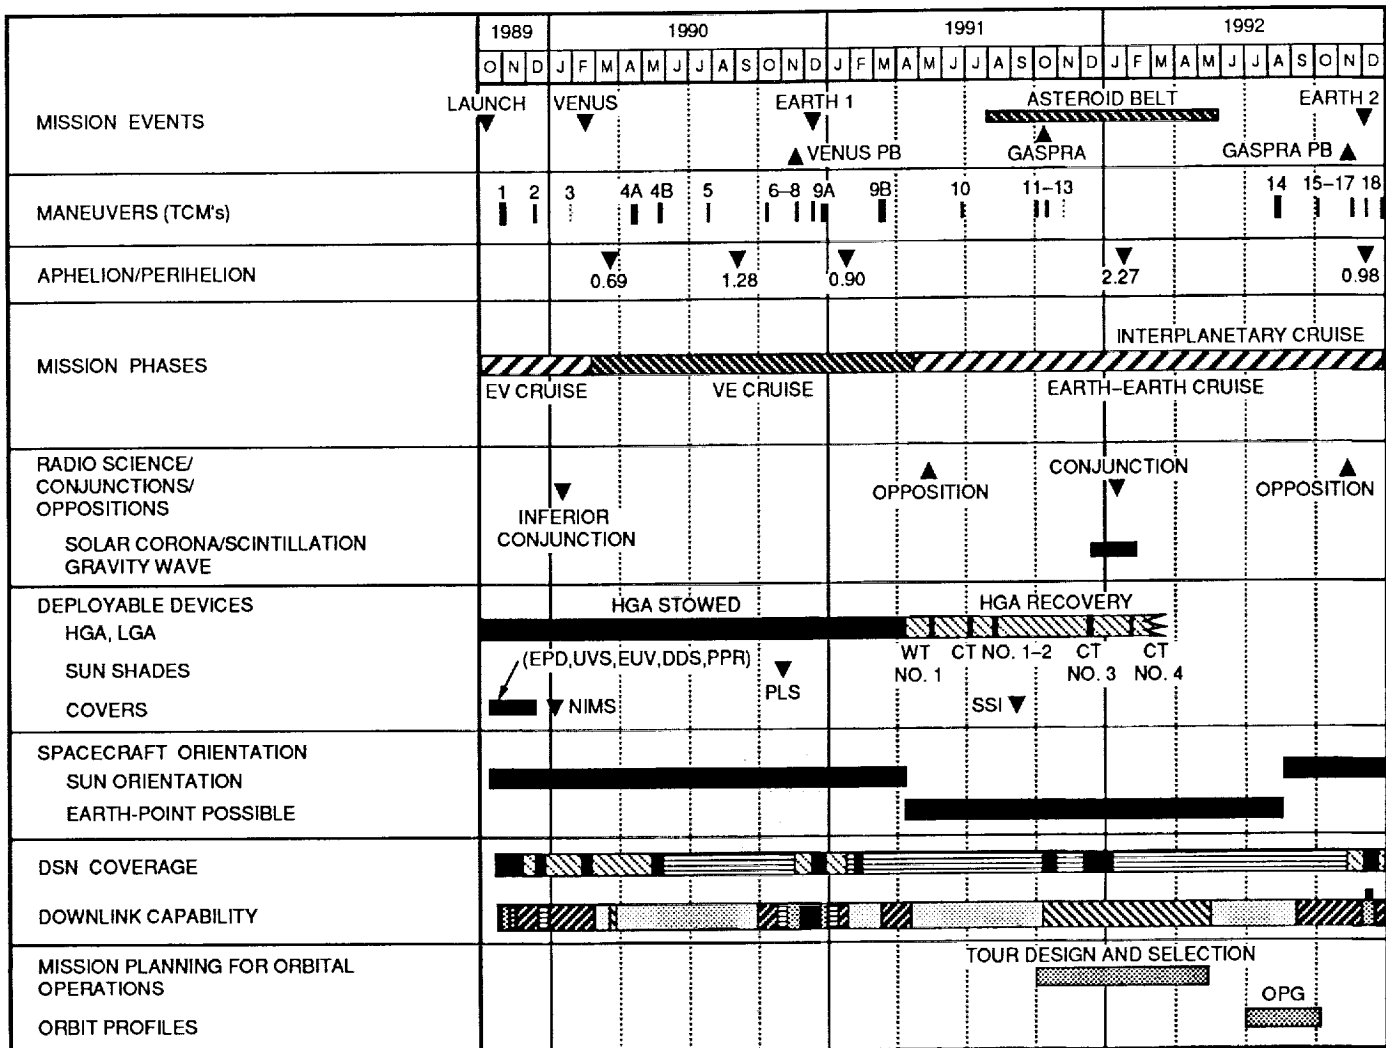 1989 1990 1991 1992
O N D J F M A M J J A S O N D J F M A M J J A S O N D J F M A M J J A S O N D
MISSION EVENTS
LAUNCH VENUS EARTH 1 ASTEROID BELT EARTH 2
VENUS PB GASPRA GASPRA PB
MANEUVERS (TCM's)
1 2 3 4A 4B 5 6–8 9A 9B 10 11–13 14 15–17 18
APHELION/PERIHELION
0.69 1.28 0.90 2.27 0.98
MISSION PHASES
INTERPLANETARY CRUISE
EV CRUISE VE CRUISE EARTH–EARTH CRUISE
RADIO SCIENCE/
CONJUNCTIONS/
OPPOSITIONS
INFERIOR
CONJUNCTION
OPPOSITION
CONJUNCTION
OPPOSITION
SOLAR CORONA/SCINTILLATION
GRAVITY WAVE
DEPLOYABLE DEVICES
HGA STOWED HGA RECOVERY
HGA, LGA
WT
NO. 1
CT NO. 1–2
CT
NO. 3
CT
NO. 4
SUN SHADES
(EPD,UVS,EUV,DDS,PPR)
PLS
COVERS
NIMS
SSI
SPACECRAFT ORIENTATION
SUN ORIENTATION
EARTH-POINT POSSIBLE
DSN COVERAGE
DOWNLINK CAPABILITY
MISSION PLANNING FOR ORBITAL
OPERATIONS
TOUR DESIGN AND SELECTION
ORBIT PROFILES
OPG